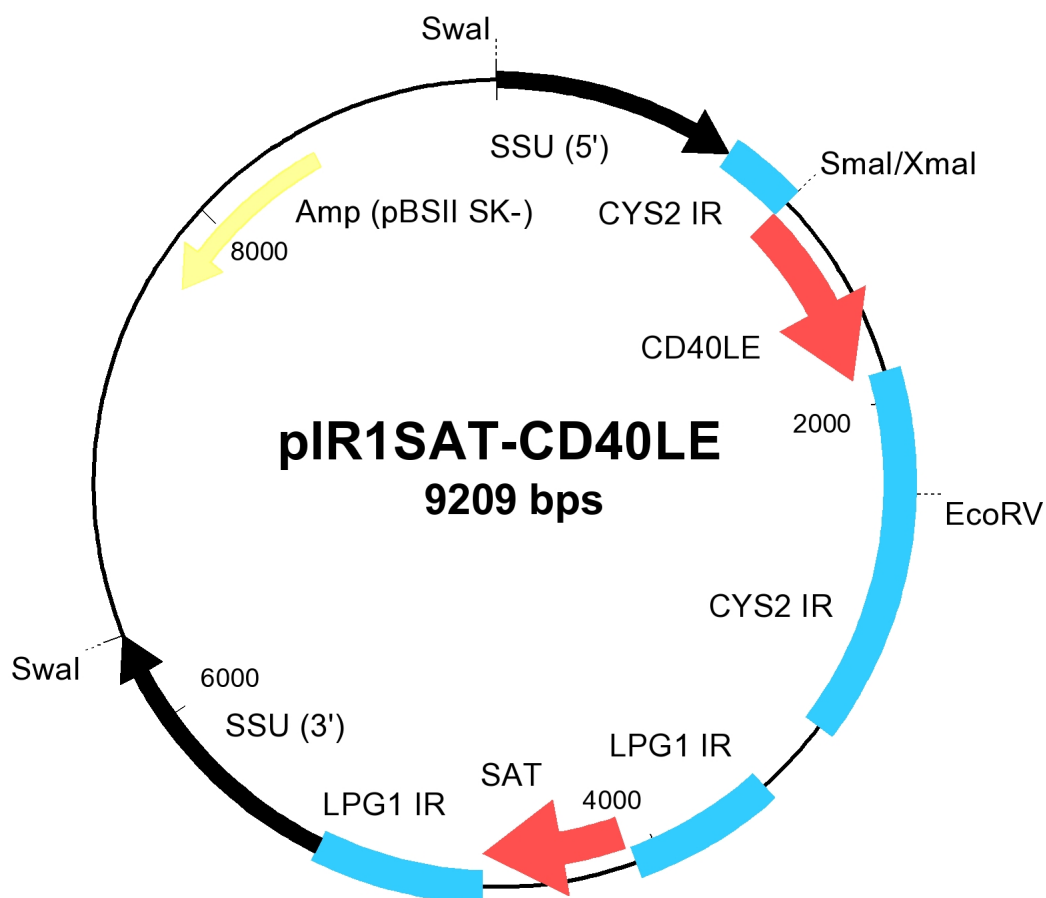 SwaI
SSU (5')
SmaI/XmaI
CYS2 IR
Amp (pBSII SK-)
8000
CD40LE
2000
pIR1SAT-CD40LE
9209 bps
EcoRV
CYS2 IR
SwaI
6000
SSU (3')
LPG1 IR
SAT
4000
LPG1 IR